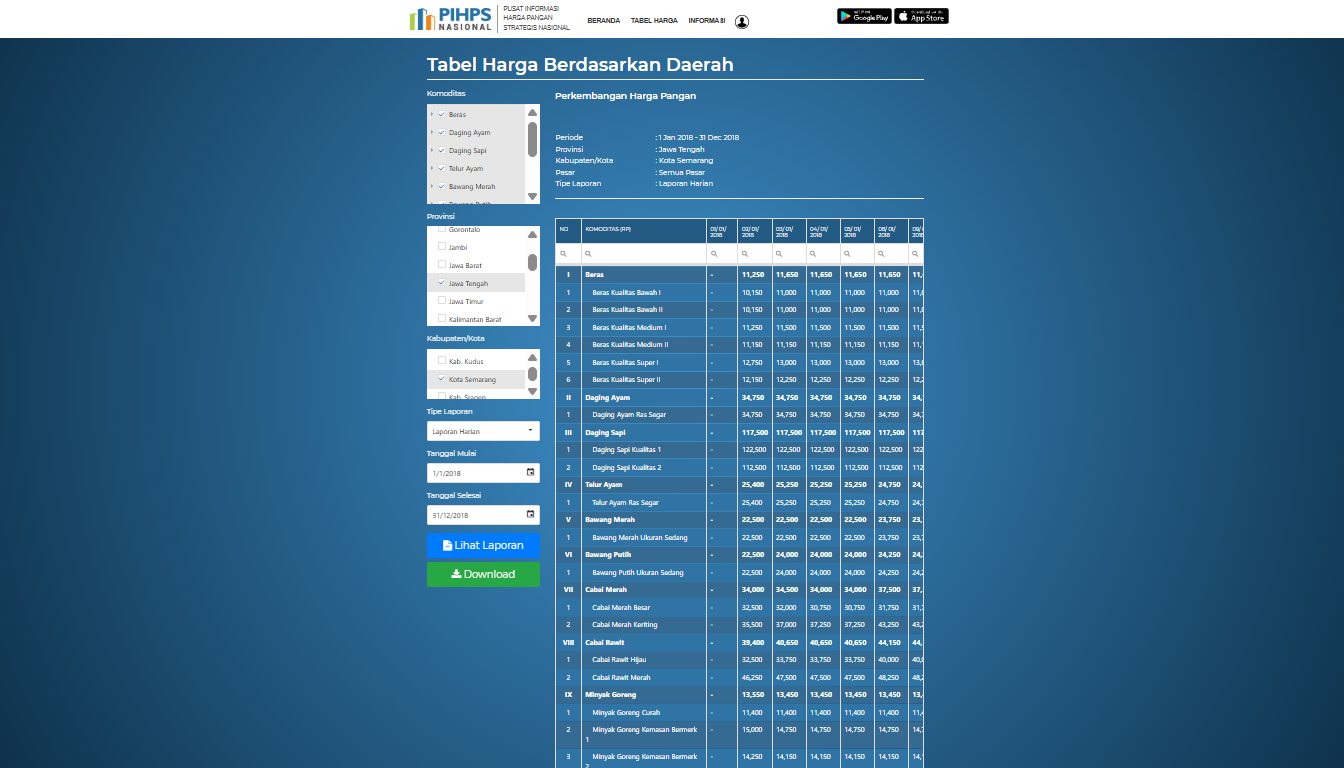 PIHPS
NASIONAL
PUSAT INFORMASI
HARGA PANGAN
STRATEGIS NASIONAL
BERANDA TABEL HARGA INFORMASI
Google Play
App Store
Tabel Harga Berdasarkan Daerah
Komoditas
Beras
Daging Ayam
Daging Sapi
Telur Ayam
Bawang Merah
Bawang Putih
Provinsi
Gorontalo
Jambi
Jawa Barat
Jawa Tengah
Jawa Timur
Kalimantan Barat
Kabupaten/Kota
Kab. Kudus
Kota Semarang
Kab. Sragen
Tipe Laporan
Laporan Harian
Tanggal Mulai
1/1/2018
Tanggal Selesai
31/12/2018
Lihat Laporan
Download
Perkembangan Harga Pangan
Periode : 1 Jan 2018 - 31 Dec 2018
Provinsi : Jawa Tengah
Kabupaten/Kota : Kota Semarang
Pasar : Semua Pasar
Tipe Laporan : Laporan Harian
NO KOMODITAS (RP) 01/01/2018 02/01/2018 03/01/2018 04/01/2018 05/01/2018 08/01/2018 09/
I Beras - 11,250 11,650 11,650 11,650 11,650
1 Beras Kualitas Bawah I - 10,150 11,000 11,000 11,000 11,000
2 Beras Kualitas Bawah II - 10,150 11,000 11,000 11,000 11,000
3 Beras Kualitas Medium I - 11,250 11,500 11,500 11,500 11,500
4 Beras Kualitas Medium II - 11,150 11,150 11,150 11,150 11,150
5 Beras Kualitas Super I - 12,750 13,000 13,000 13,000 13,000
6 Beras Kualitas Super II - 12,150 12,250 12,250 12,250 12,250
II Daging Ayam - 34,750 34,750 34,750 34,750 34,750
1 Daging Ayam Ras Segar - 34,750 34,750 34,750 34,750 34,750
III Daging Sapi - 117,500 117,500 117,500 117,500 117,500
1 Daging Sapi Kualitas 1 - 122,500 122,500 122,500 122,500 122,500
2 Daging Sapi Kualitas 2 - 112,500 112,500 112,500 112,500 112,500
IV Telur Ayam - 25,400 25,250 25,250 25,250 24,750
1 Telur Ayam Ras Segar - 25,400 25,250 25,250 25,250 24,750
V Bawang Merah - 22,500 22,500 22,500 22,500 23,750
1 Bawang Merah Ukuran Sedang - 22,500 22,500 22,500 22,500 23,750
VI Bawang Putih - 22,500 24,000 24,000 24,000 24,250
1 Bawang Putih Ukuran Sedang - 22,500 24,000 24,000 24,000 24,250
VII Cabai Merah - 34,000 34,500 34,000 34,000 37,500
1 Cabai Merah Besar - 32,500 32,000 30,750 30,750 31,750
2 Cabai Merah Keriting - 35,500 37,000 37,250 37,250 43,250
VIII Cabai Rawit - 39,400 40,650 40,650 40,650 44,150
1 Cabai Rawit Hijau - 32,500 33,750 33,750 33,750 40,000
2 Cabai Rawit Merah - 46,250 47,500 47,500 47,500 48,250
IX Minyak Goreng - 13,550 13,450 13,450 13,450 13,450
1 Minyak Goreng Curah - 11,400 11,400 11,400 11,400 11,400
2 Minyak Goreng Kemasan Bermerk 1 - 15,000 14,750 14,750 14,750 14,750
3 Minyak Goreng Kemasan Bermerk 2 - 14,250 14,150 14,150 14,150 14,150